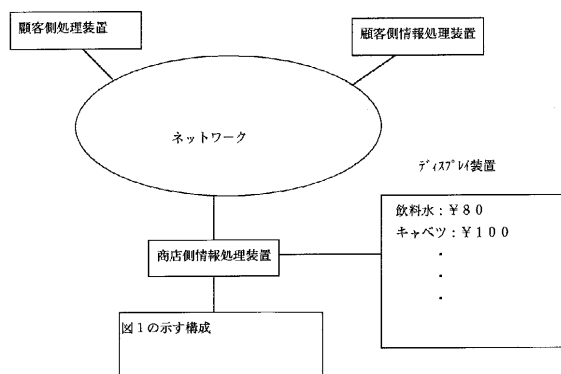 顧客側処理装置
顧客側情報処理装置
ネットワーク
ディスプレイ装置
飲料水：￥８０
キャベツ：￥１００
・
・
・
商店側情報処理装置
図１の示す構成